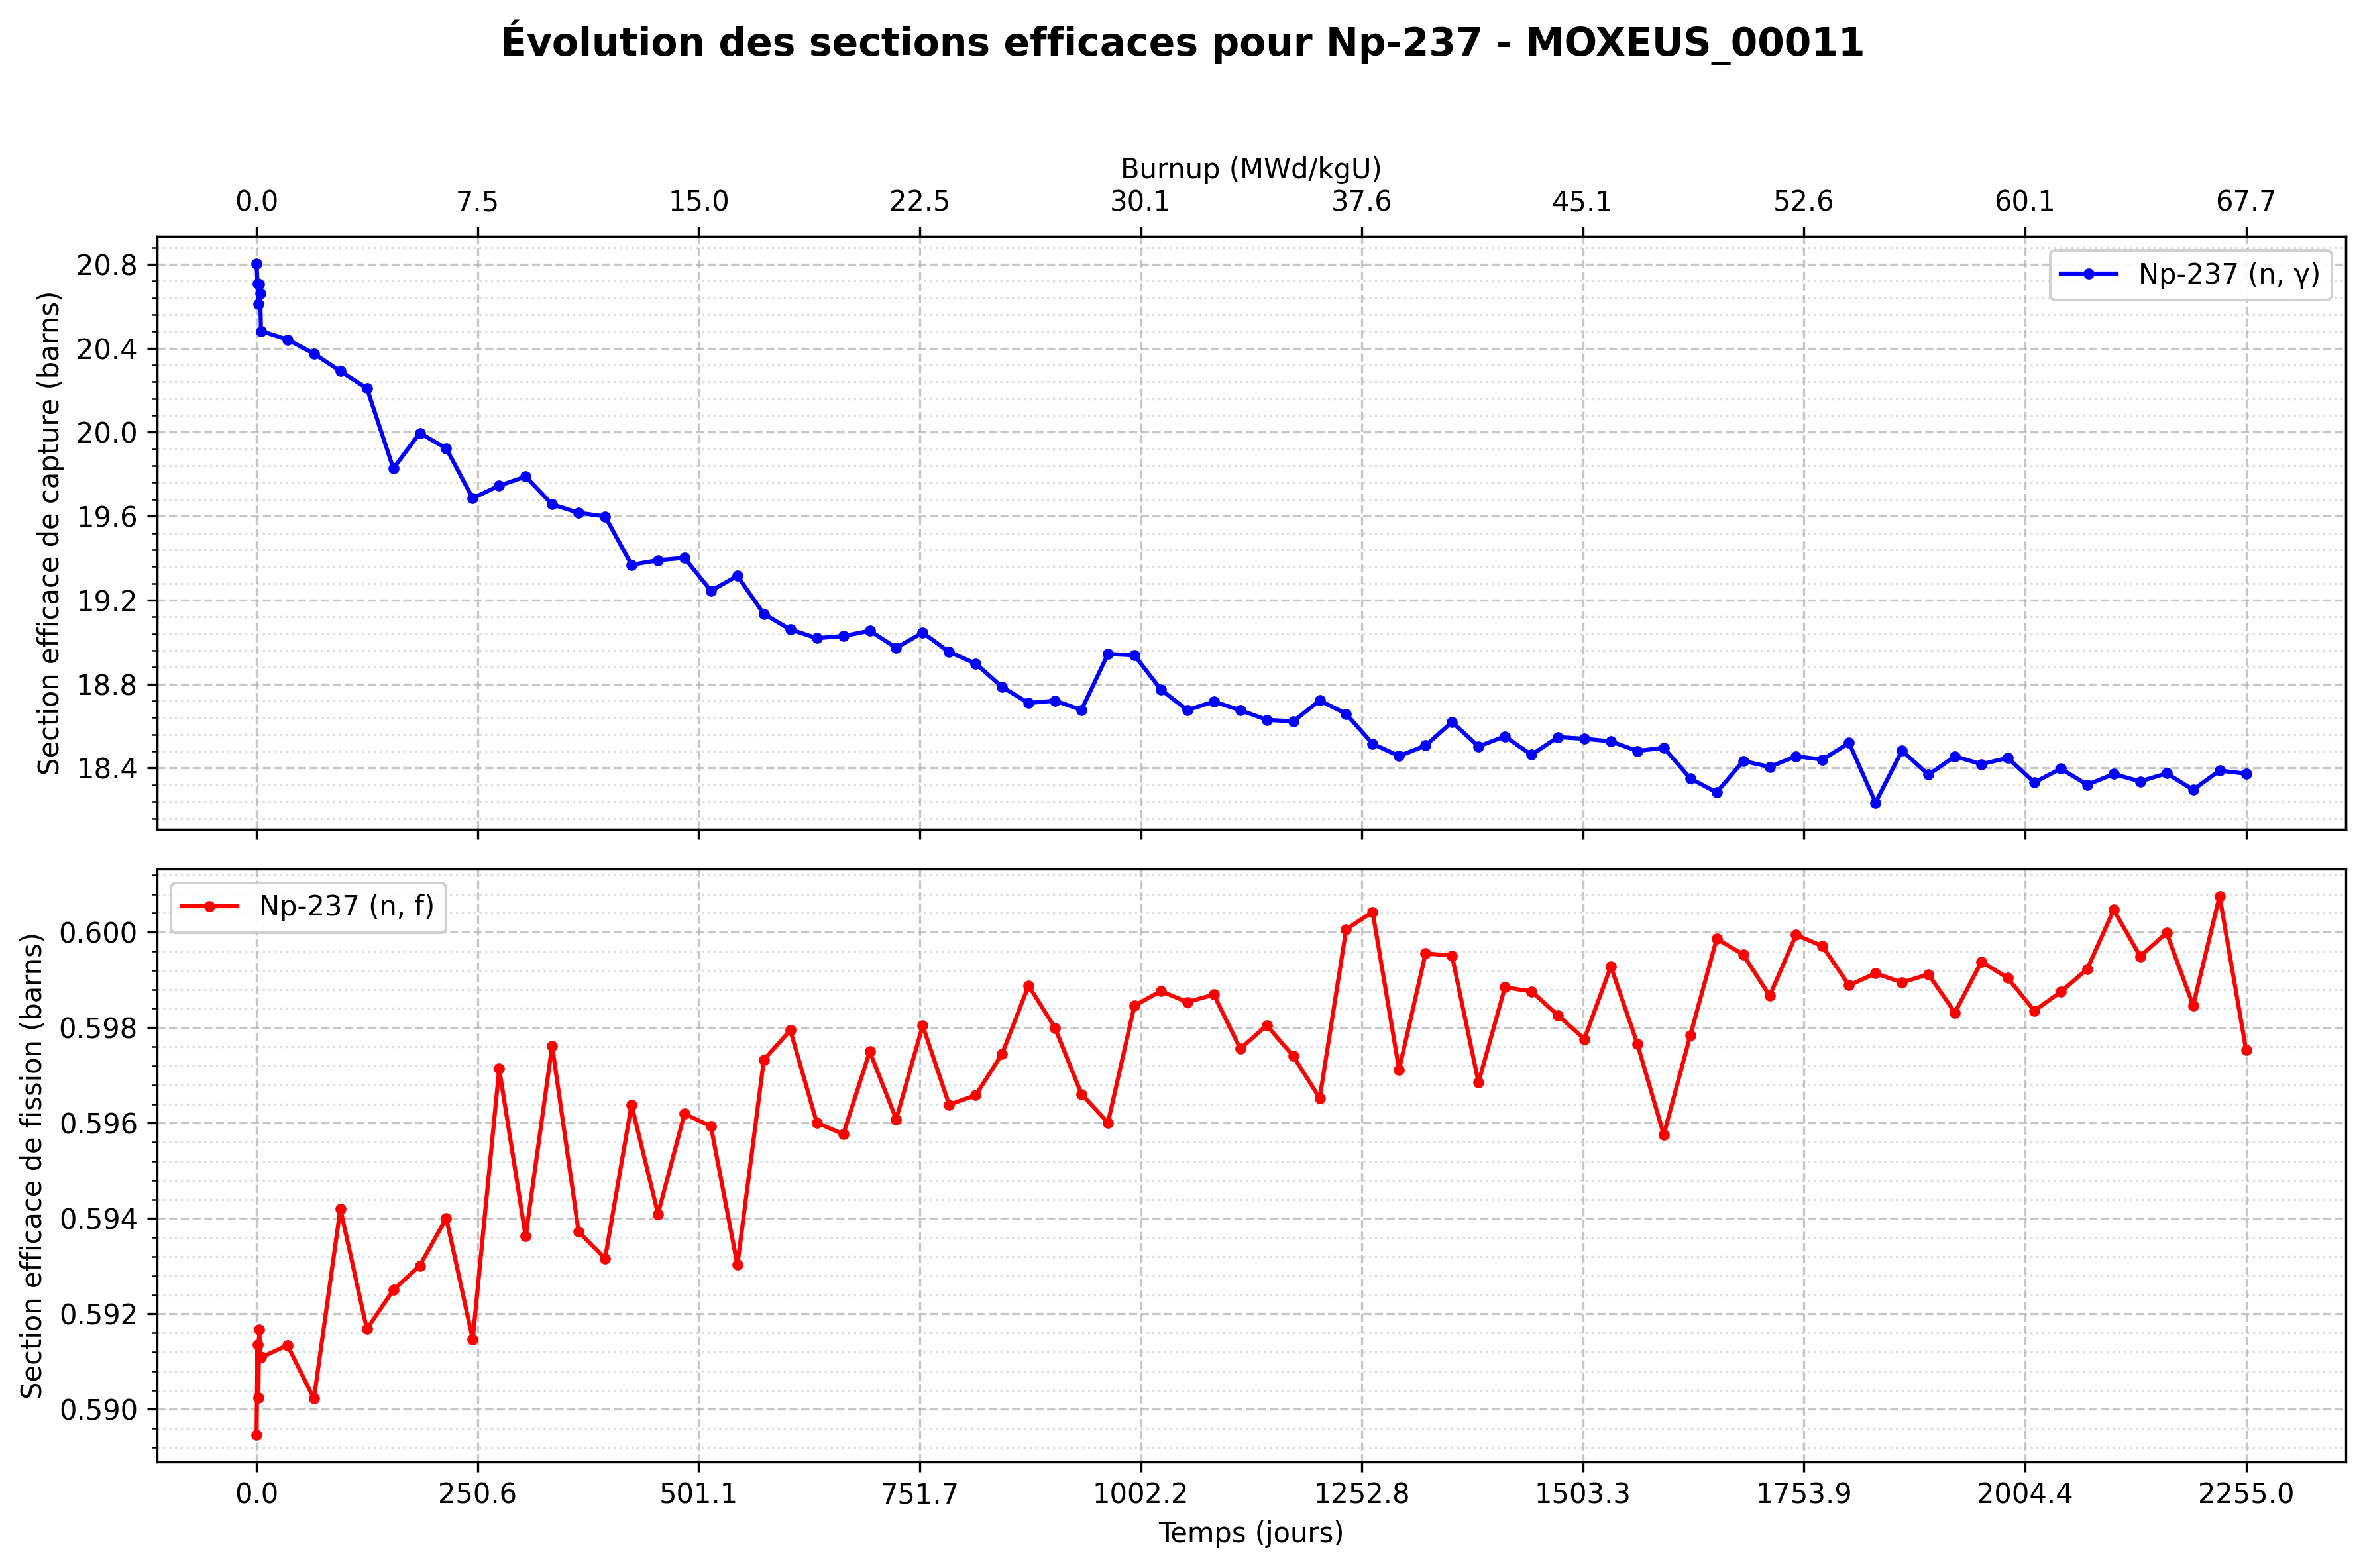 Évolution des sections efficaces pour Np-237 - MOXEUS_00011
Burnup (MWd/kgU)
0.0 7.5 15.0 22.5 30.1 37.6 45.1 52.6 60.1 67.7
Np-237 (n, γ)
Section efficace de capture (barns)
20.8
20.4
20.0
19.6
19.2
18.8
18.4
Np-237 (n, f)
Section efficace de fission (barns)
0.600
0.598
0.596
0.594
0.592
0.590
0.0 250.6 501.1 751.7 1002.2 1252.8 1503.3 1753.9 2004.4 2255.0
Temps (jours)